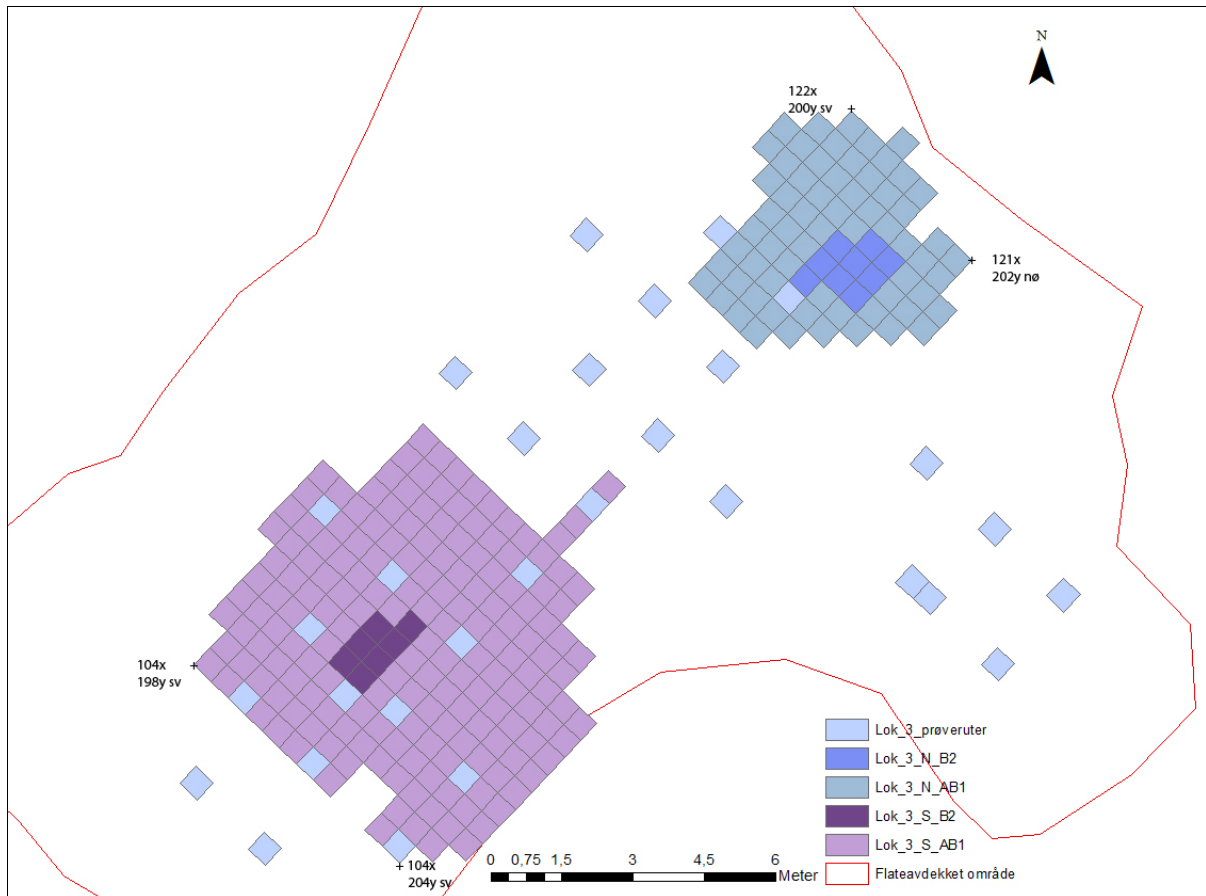 N
122x
200y sv
121x
202y nø
104x
198y sv
Lok_3_prøveruter
Lok_3_N_B2
Lok_3_N_AB1
Lok_3_S_B2
Lok_3_S_AB1
Flateavdekket område
104x
204y sv
0 0,75 1,5 3 4,5 6
Meter